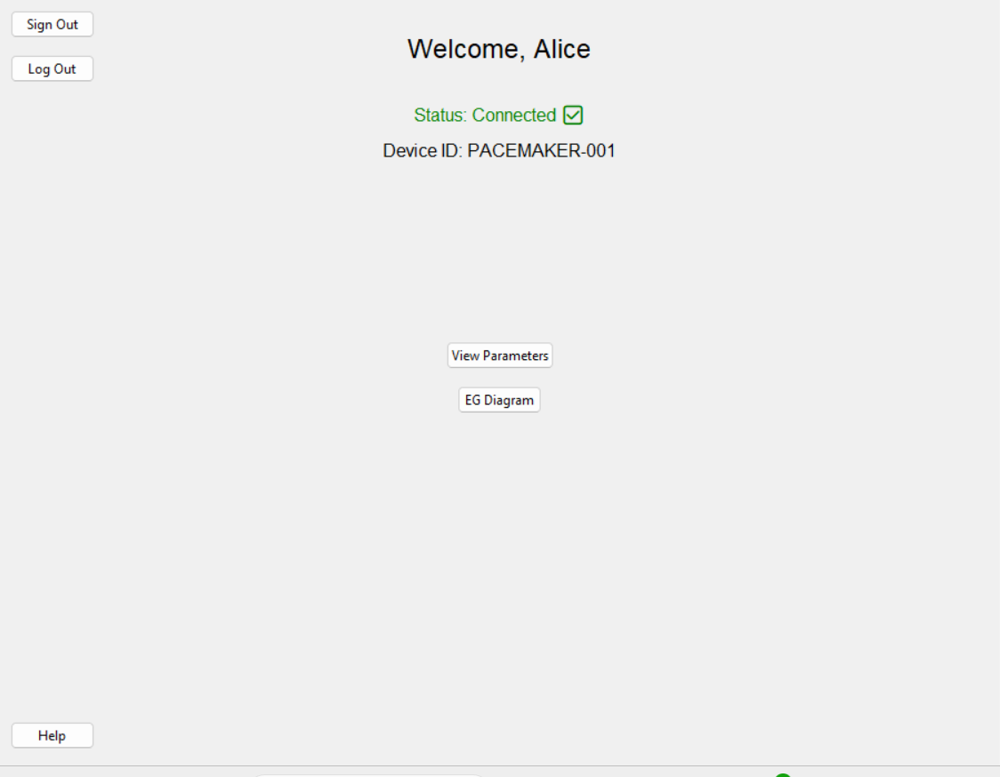 Sign Out
Welcome, Alice
Log Out
Status: Connected
Device ID: PACEMAKER-001
View Parameters
EG Diagram
Help